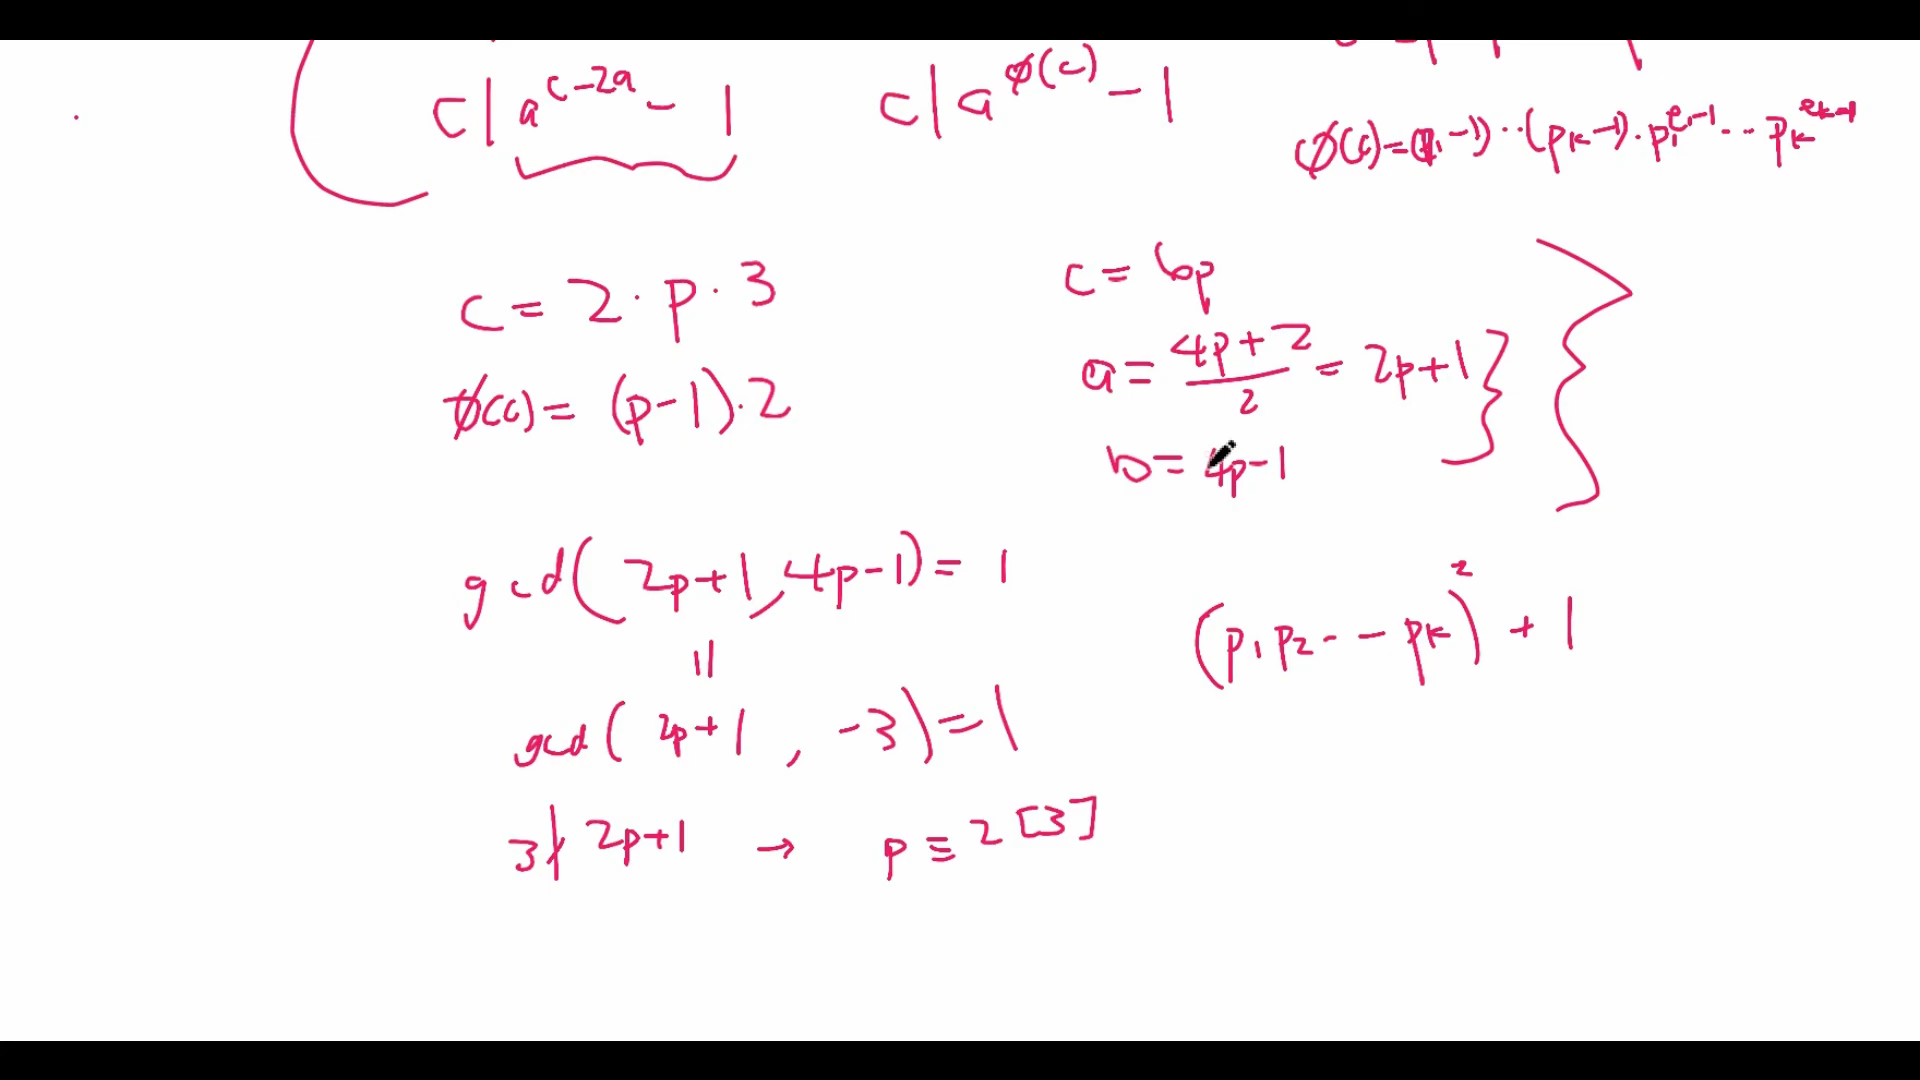 c | a^{c-2a} - 1
c | a^{φ(c)} - 1
φ(c) = (p₁-1)··(p_k-1)·p₁^{e₁-1}···p_k^{e_k-1}
c = 2 · p · 3
φ(c) = (p-1)·2
c = 6p
a = (4p+2)/2 = 2p+1
b = 4p-1
gcd(2p+1, 4p-1) = 1
||
gcd(2p+1, -3) = 1
3∤2p+1 → p ≡ 2 [3]
(p₁p₂---p_k)² + 1